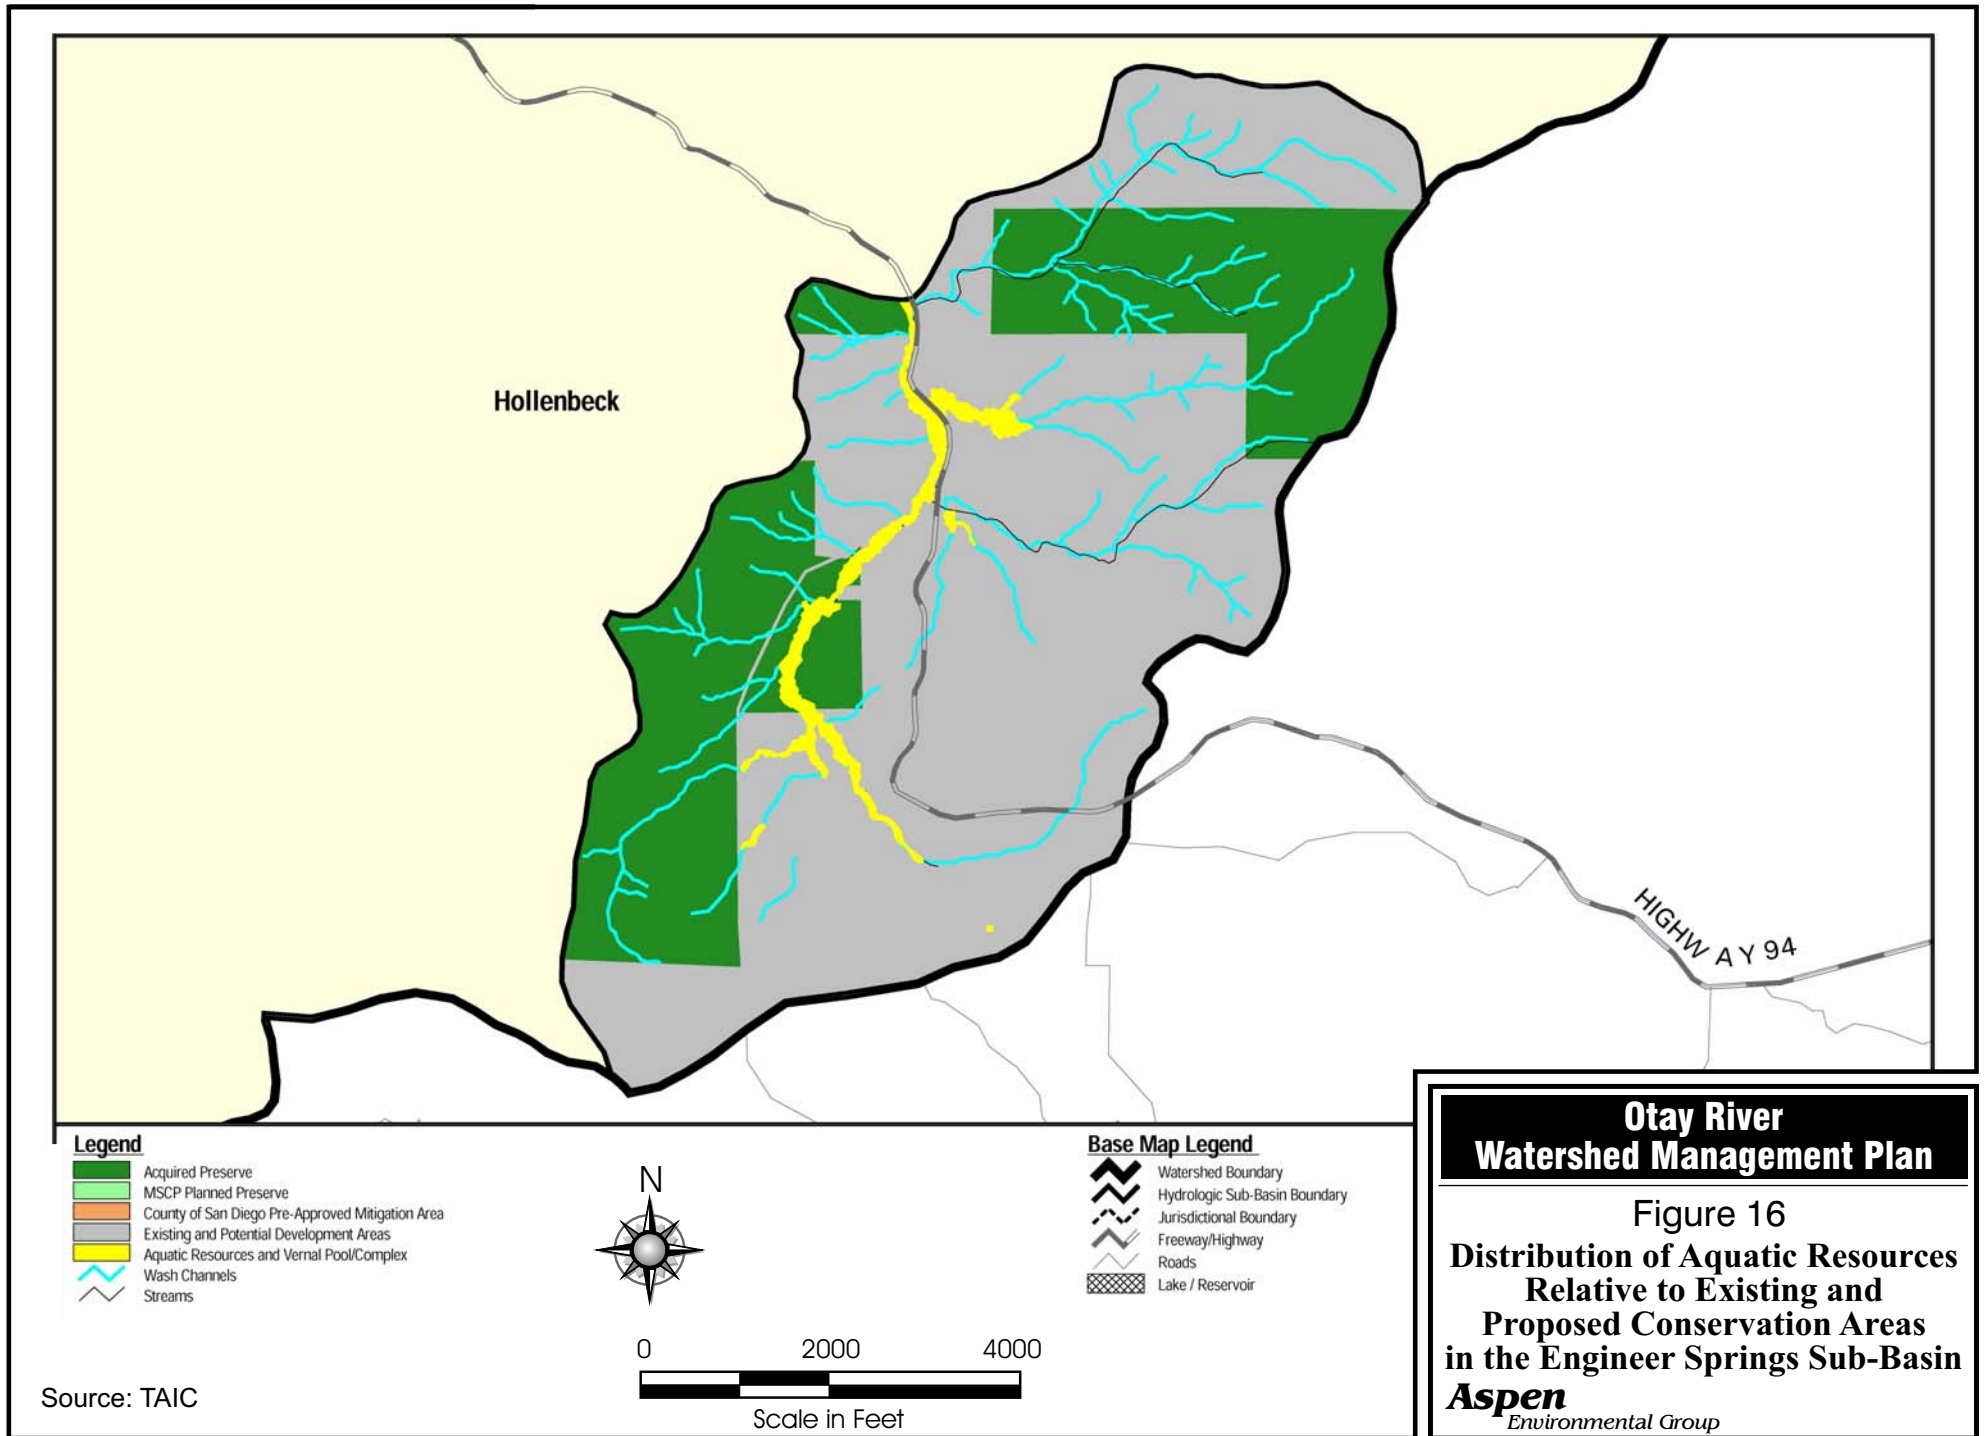 Hollenbeck
HIGHWAY 94
Legend
Acquired Preserve
MSCP Planned Preserve
County of San Diego Pre-Approved Mitigation Area
Existing and Potential Development Areas
Aquatic Resources and Vernal Pool/Complex
Wash Channels
Streams
N
Base Map Legend
Watershed Boundary
Hydrologic Sub-Basin Boundary
Jurisdictional Boundary
Freeway/Highway
Roads
Lake / Reservoir
0 2000 4000
Scale in Feet
Source: TAIC
Otay River
Watershed Management Plan
Figure 16
Distribution of Aquatic Resources
Relative to Existing and
Proposed Conservation Areas
in the Engineer Springs Sub-Basin
Aspen
Environmental Group